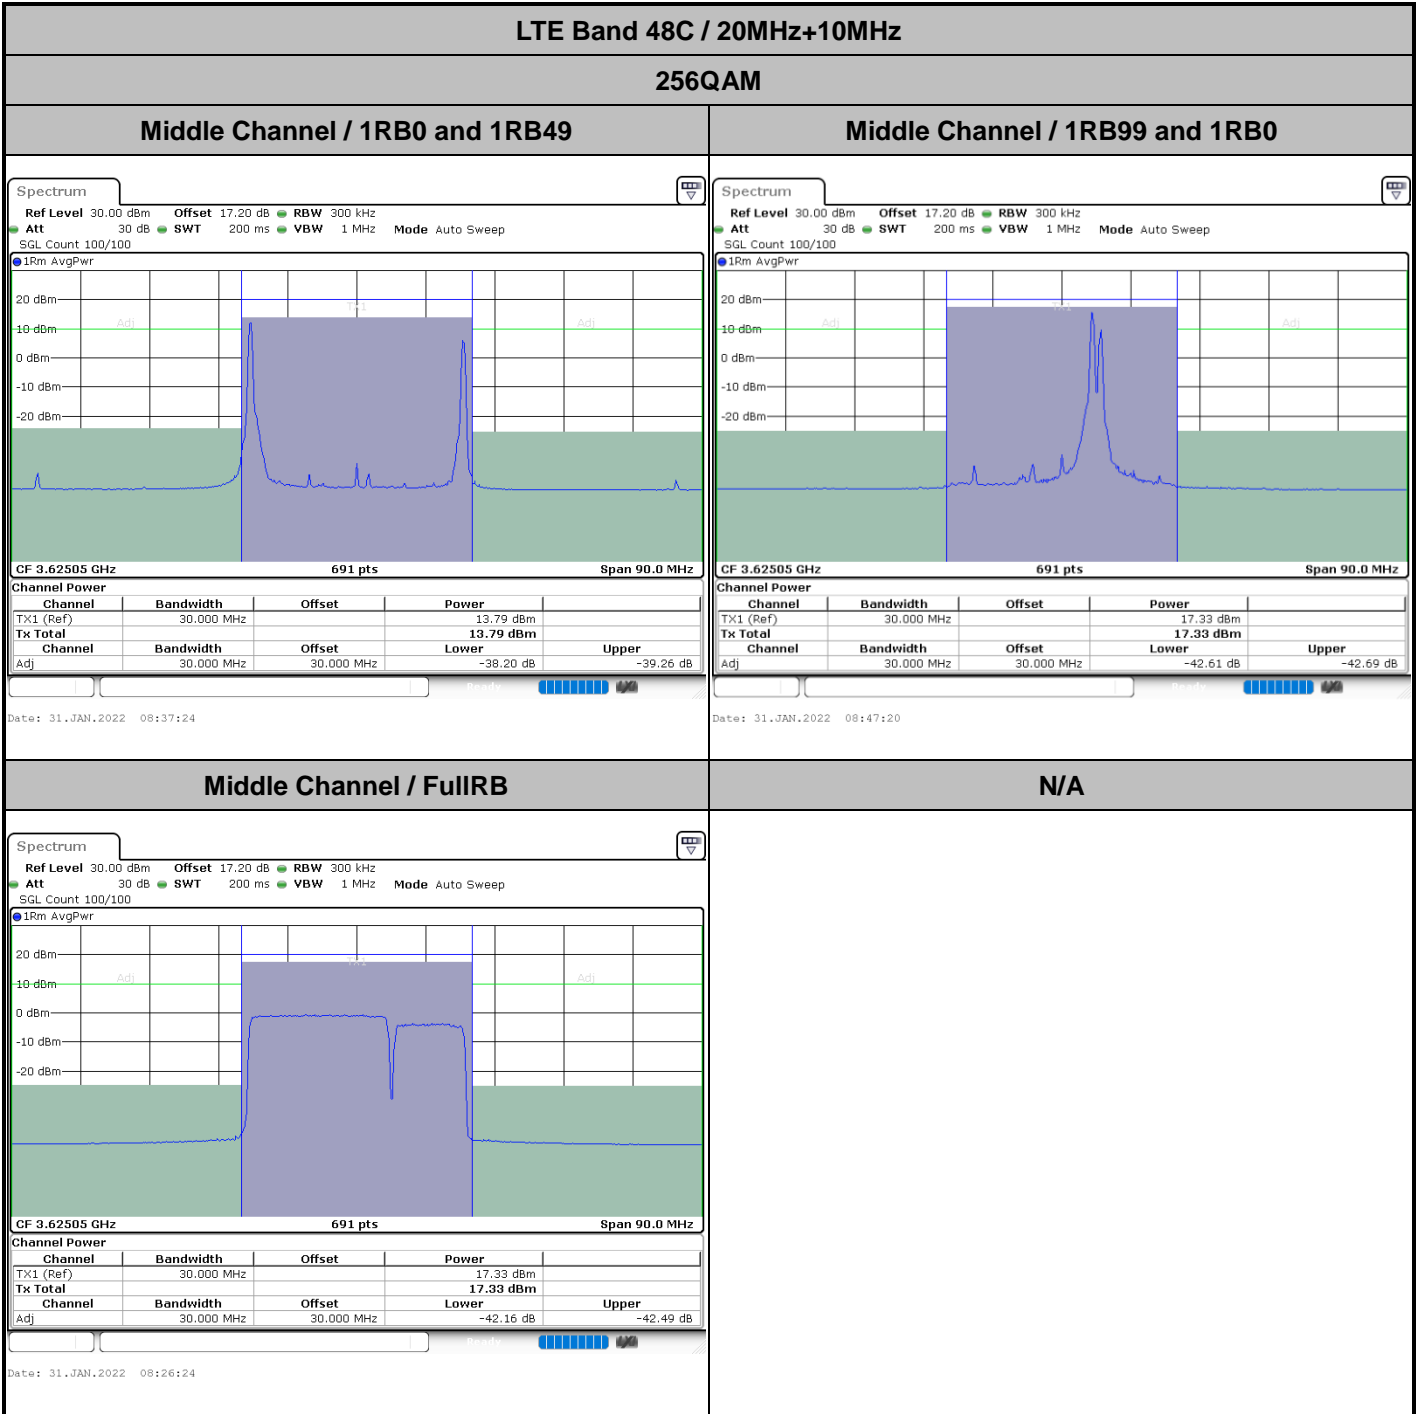 LTE Band 48C / 20MHz+10MHz
256QAM
Middle Channel / 1RB0 and 1RB49
Middle Channel / 1RB99 and 1RB0
Spectrum
Ref Level 30.00 dBm Offset 17.20 dB RBW 300 kHz
Att 30 dB SWT 200 ms VBW 1 MHz Mode Auto Sweep
SGL Count 100/100
1Rm AvgPwr
20 dBm
10 dBm
0 dBm
-10 dBm
-20 dBm
Adj
TX1
Adj
CF 3.62505 GHz 691 pts Span 90.0 MHz
Channel Power
Channel Bandwidth Offset Power
TX1 (Ref) 30.000 MHz 13.79 dBm
Tx Total 13.79 dBm
Channel Bandwidth Offset Lower Upper
Adj 30.000 MHz 30.000 MHz -38.20 dB -39.26 dB
Ready
Date: 31.JAN.2022 08:37:24
Spectrum
Ref Level 30.00 dBm Offset 17.20 dB RBW 300 kHz
Att 30 dB SWT 200 ms VBW 1 MHz Mode Auto Sweep
SGL Count 100/100
1Rm AvgPwr
20 dBm
10 dBm
0 dBm
-10 dBm
-20 dBm
Adj
TX1
Adj
CF 3.62505 GHz 691 pts Span 90.0 MHz
Channel Power
Channel Bandwidth Offset Power
TX1 (Ref) 30.000 MHz 17.33 dBm
Tx Total 17.33 dBm
Channel Bandwidth Offset Lower Upper
Adj 30.000 MHz 30.000 MHz -42.61 dB -42.69 dB
Ready
Date: 31.JAN.2022 08:47:20
Middle Channel / FullRB
N/A
Spectrum
Ref Level 30.00 dBm Offset 17.20 dB RBW 300 kHz
Att 30 dB SWT 200 ms VBW 1 MHz Mode Auto Sweep
SGL Count 100/100
1Rm AvgPwr
20 dBm
10 dBm
0 dBm
-10 dBm
-20 dBm
Adj
TX1
Adj
CF 3.62505 GHz 691 pts Span 90.0 MHz
Channel Power
Channel Bandwidth Offset Power
TX1 (Ref) 30.000 MHz 17.33 dBm
Tx Total 17.33 dBm
Channel Bandwidth Offset Lower Upper
Adj 30.000 MHz 30.000 MHz -42.16 dB -42.49 dB
Ready
Date: 31.JAN.2022 08:26:24